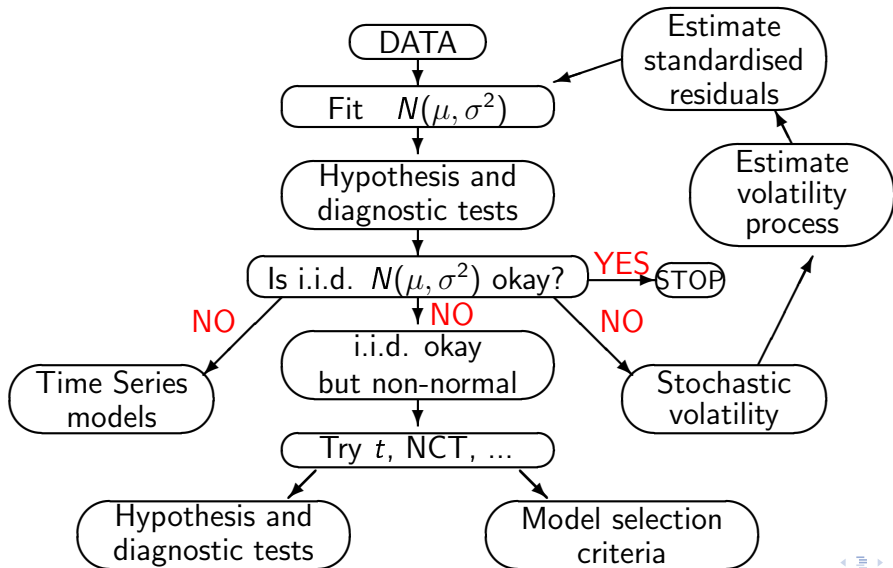 DATA
Estimate
standardised
residuals
Fit N(μ, σ²)
Hypothesis and
diagnostic tests
Estimate
volatility
process
Is i.i.d. N(μ, σ²) okay?
YES
STOP
NO
NO
NO
Time Series
models
i.i.d. okay
but non-normal
Stochastic
volatility
Try t, NCT, ...
Hypothesis and
diagnostic tests
Model selection
criteria